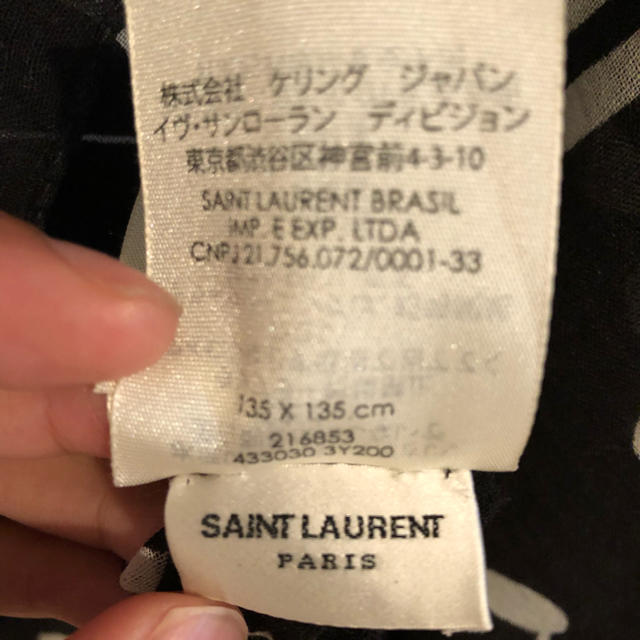 株式会社 ケリング ジャパン
イヴ・サンローラン ディビジョン
東京都渋谷区神宮前4-3-10
SAINT LAURENT BRASIL
IMP. E EXP. LTDA
CNPJ 21.756.072/0001-33
135 X 135 cm
216853
433030 3Y200
SAINT LAURENT
PARIS